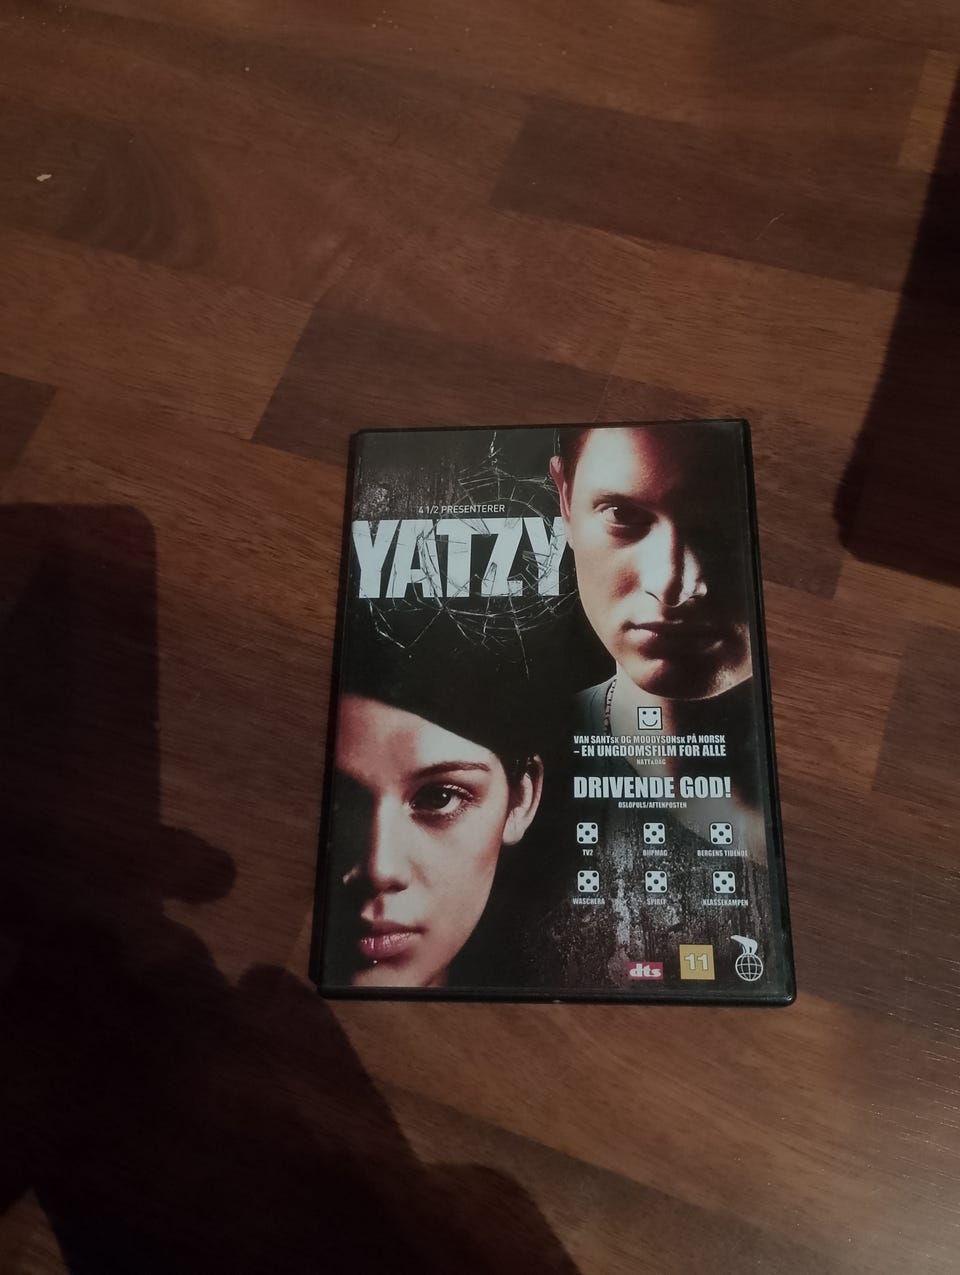 4 1/2 PRESENTERER
YATZY
VAN SANTSK OG MOODYSONSK PÅ NORSK
– EN UNGDOMSFILM FOR ALLE
NATT&DAG
DRIVENDE GOD!
OSLOPULS/AFTENPOSTEN
TV2 BIIPMAG BERGENS TIDENDE
WASCHERA SPIRIT KLASSEKAMPEN
dts 11